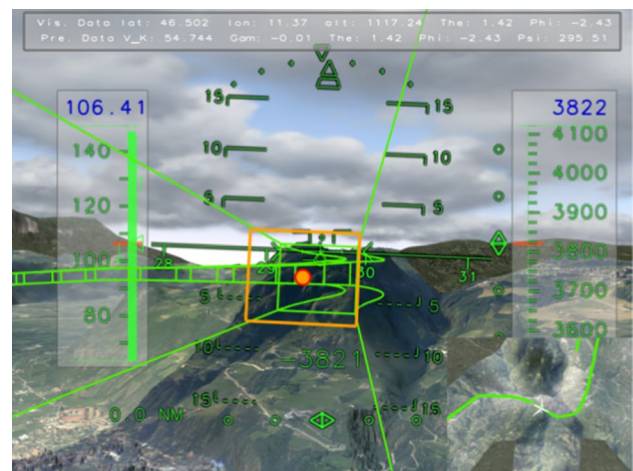 Vis. Data lat: 46.502 lon: 11.37 alt: 1117.24 The: 1.42 Phi: -2.43
Pre. Data V_K: 54.744 Gam: -0.01 The: 1.42 Phi: -2.43 Psi: 295.51
106.41 3822
15 15
140 4100
10 10 4000
120 5 5 3900
100 28 29 30 31 3800
80 5 5 3700
3600
10 -3821 10
15 15
0.0 NM